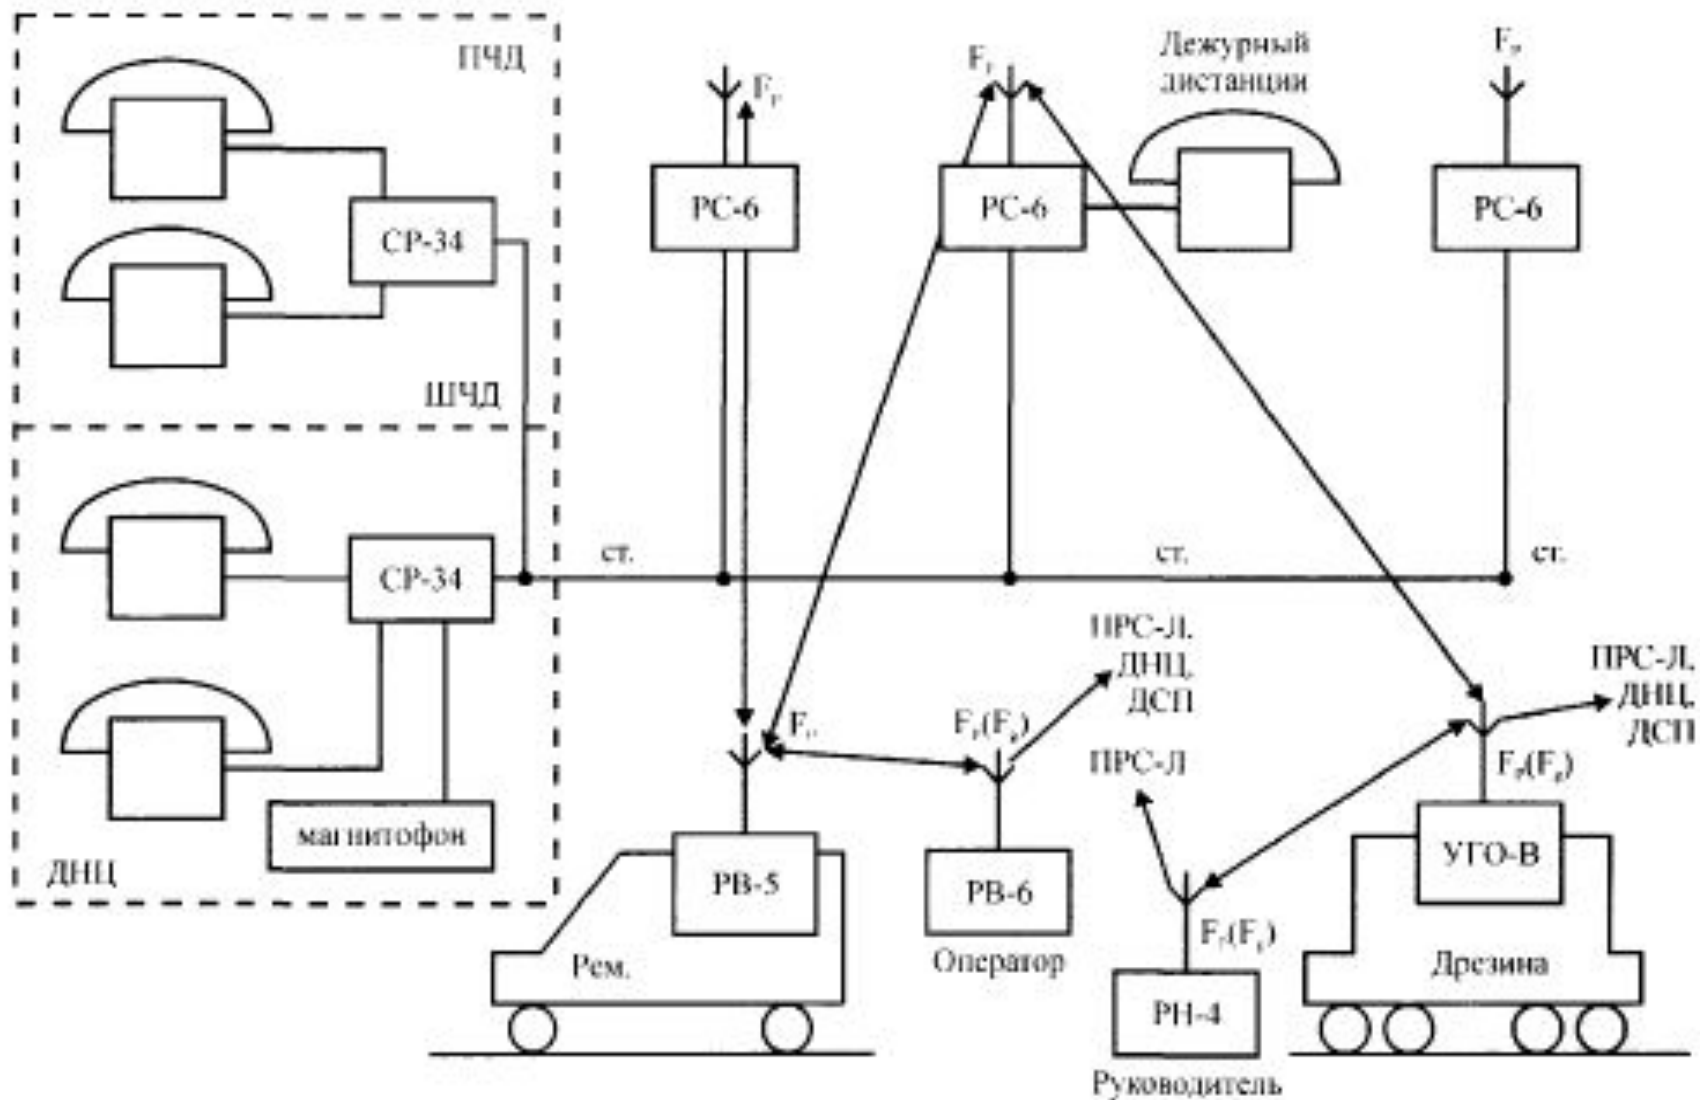 ПЧД
СР-34
ШЧД
СР-34
магнитофон
ДНЦ
РС-6
РС-6
Дежурный
дистанции
РС-6
ст.
ст.
ст.
ПРС-Л,
ДНЦ,
ДСП
ПРС-Л,
ДНЦ,
ДСП
ПРС-Л
РВ-5
Рем.
РВ-6
Оператор
РН-4
Руководитель
УГО-В
Дрезина